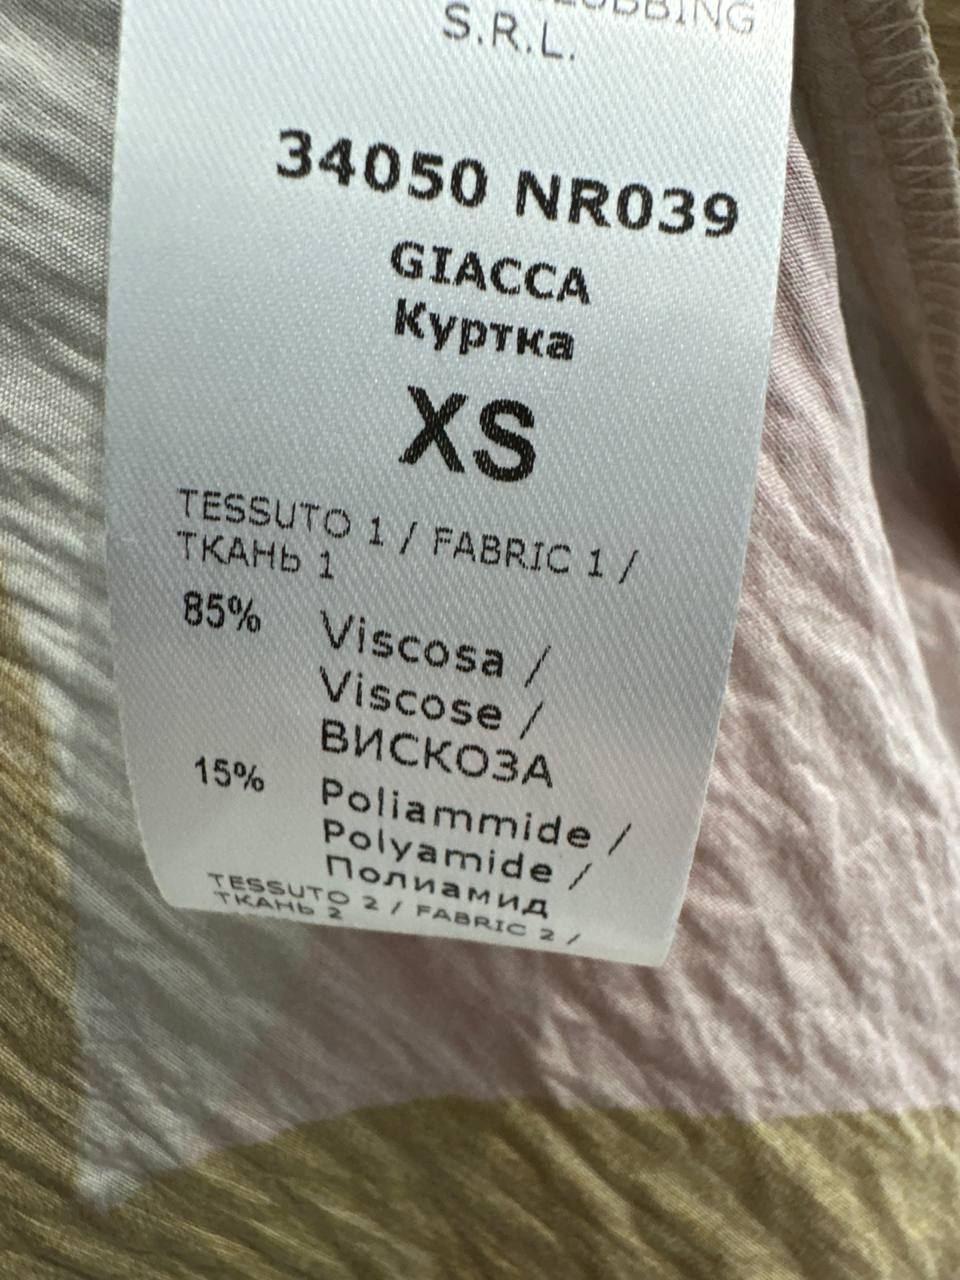 S.R.L.
34050 NR039
GIACCA
Куртка
XS
TESSUTO 1 / FABRIC 1 /
ТКАНЬ 1
85% Viscosa /
Viscose /
ВИСКОЗА
15% Poliammide /
Polyamide /
Полиамид
TESSUTO 2 / FABRIC 2 /
ТКАНЬ 2